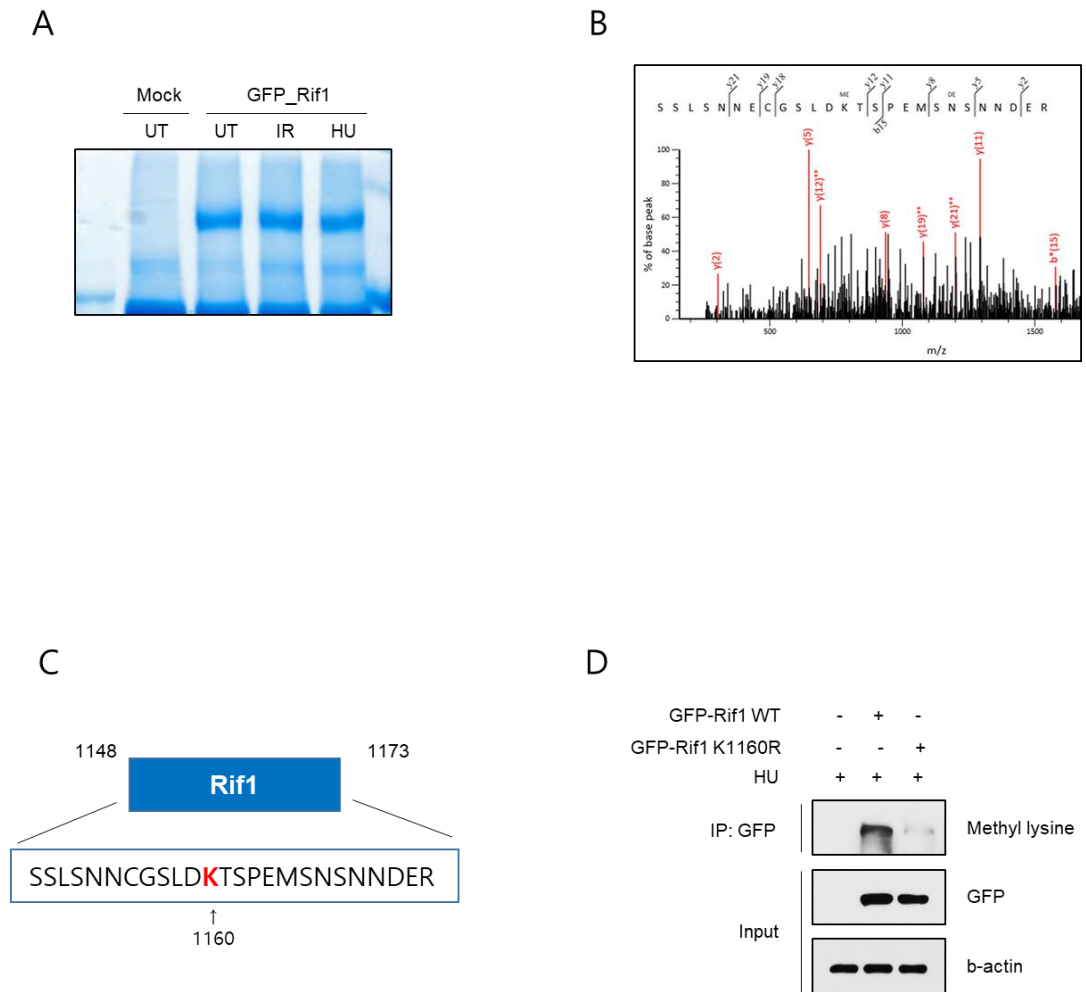 A
Mock GFP_Rif1
UT UT IR HU
B
y21 y19 y18 y12 y11 y8 y5 y2
ME DE
S S L S N N E C G S L D K T S P E M S N S N N D E R
b15
% of base peak
100
80
60
40
20
0
y(2)
y(5)
y(12)**
y(8)
y(19)**
y(21)**
y(11)
b*(15)
500 1000 1500
m/z
C
1148 1173
Rif1
SSLSNNCGSLDKTSPEMSNSNNDER
↑
1160
D
GFP-Rif1 WT - + -
GFP-Rif1 K1160R - - +
HU + + +
IP: GFP Methyl lysine
GFP
Input
b-actin